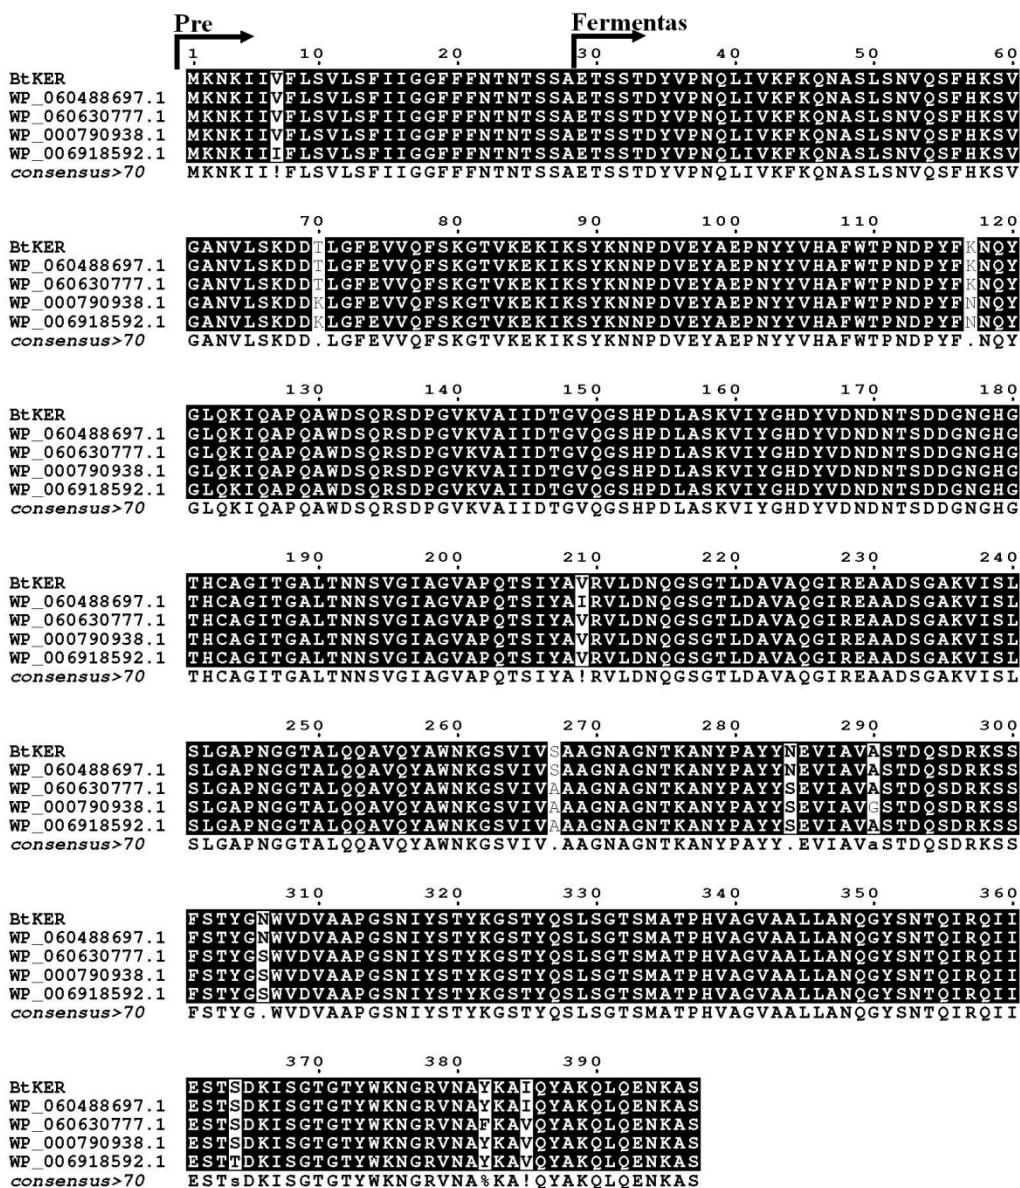 Pre Fermentas
1 10 20 30 40 50 60
BtKER MKNKIIVFLSVLSFIIGGFFFNTNTSSAETSSTDYVPNQLIVKFKQNASLSNVQSFHKSV
WP_060488697.1 MKNKIIVFLSVLSFIIGGFFFNTNTSSAETSSTDYVPNQLIVKFKQNASLSNVQSFHKSV
WP_060630777.1 MKNKIIVFLSVLSFIIGGFFFNTNTSSAETSSTDYVPNQLIVKFKQNASLSNVQSFHKSV
WP_000790938.1 MKNKIIVFLSVLSFIIGGFFFNTNTSSAETSSTDYVPNQLIVKFKQNASLSNVQSFHKSV
WP_006918592.1 MKNKIIIFLSVLSFIIGGFFFNTNTSSAETSSTDYVPNQLIVKFKQNASLSNVQSFHKSV
consensus>70 MKNKII!FLSVLSFIIGGFFFNTNTSSAETSSTDYVPNQLIVKFKQNASLSNVQSFHKSV
70 80 90 100 110 120
BtKER GANVLSKDDTLGFEVVQFSKGTVKEKIKSYKNNPDVEYAEPNYYVHAFWTPNDPYFKNQY
WP_060488697.1 GANVLSKDDTLGFEVVQFSKGTVKEKIKSYKNNPDVEYAEPNYYVHAFWTPNDPYFKNQY
WP_060630777.1 GANVLSKDDTLGFEVVQFSKGTVKEKIKSYKNNPDVEYAEPNYYVHAFWTPNDPYFKNQY
WP_000790938.1 GANVLSKDDKLGFEVVQFSKGTVKEKIKSYKNNPDVEYAEPNYYVHAFWTPNDPYFNNQY
WP_006918592.1 GANVLSKDDKLGFEVVQFSKGTVKEKIKSYKNNPDVEYAEPNYYVHAFWTPNDPYFNNQY
consensus>70 GANVLSKDD.LGFEVVQFSKGTVKEKIKSYKNNPDVEYAEPNYYVHAFWTPNDPYF.NQY
130 140 150 160 170 180
BtKER GLQKIQAPQAWDSQRSDPGVKVAIIDTGVQGSHPDLASKVIYGHDYVDNDNTSDDGNGHG
WP_060488697.1 GLQKIQAPQAWDSQRSDPGVKVAIIDTGVQGSHPDLASKVIYGHDYVDNDNTSDDGNGHG
WP_060630777.1 GLQKIQAPQAWDSQRSDPGVKVAIIDTGVQGSHPDLASKVIYGHDYVDNDNTSDDGNGHG
WP_000790938.1 GLQKIQAPQAWDSQRSDPGVKVAIIDTGVQGSHPDLASKVIYGHDYVDNDNTSDDGNGHG
WP_006918592.1 GLQKIQAPQAWDSQRSDPGVKVAIIDTGVQGSHPDLASKVIYGHDYVDNDNTSDDGNGHG
consensus>70 GLQKIQAPQAWDSQRSDPGVKVAIIDTGVQGSHPDLASKVIYGHDYVDNDNTSDDGNGHG
190 200 210 220 230 240
BtKER THCAGITGALTNNSVGIAGVAPQTSIYAVRVLDNQGSGTLDAVAQGIREAADSGAKVISL
WP_060488697.1 THCAGITGALTNNSVGIAGVAPQTSIYAIRVLDNQGSGTLDAVAQGIREAADSGAKVISL
WP_060630777.1 THCAGITGALTNNSVGIAGVAPQTSIYAVRVLDNQGSGTLDAVAQGIREAADSGAKVISL
WP_000790938.1 THCAGITGALTNNSVGIAGVAPQTSIYAVRVLDNQGSGTLDAVAQGIREAADSGAKVISL
WP_006918592.1 THCAGITGALTNNSVGIAGVAPQTSIYAVRVLDNQGSGTLDAVAQGIREAADSGAKVISL
consensus>70 THCAGITGALTNNSVGIAGVAPQTSIYA!RVLDNQGSGTLDAVAQGIREAADSGAKVISL
250 260 270 280 290 300
BtKER SLGAPNGGTALQQAVQYAWNKGSVIVSAAGNAGNTKANYPAYYNEVIAVASTDQSDRKSS
WP_060488697.1 SLGAPNGGTALQQAVQYAWNKGSVIVSAAGNAGNTKANYPAYYNEVIAVASTDQSDRKSS
WP_060630777.1 SLGAPNGGTALQQAVQYAWNKGSVIVAAAGNAGNTKANYPAYYSEVIAVASTDQSDRKSS
WP_000790938.1 SLGAPNGGTALQQAVQYAWNKGSVIVAAAGNAGNTKANYPAYYSEVIAVGSTDQSDRKSS
WP_006918592.1 SLGAPNGGTALQQAVQYAWNKGSVIVAAAGNAGNTKANYPAYYSEVIAVASTDQSDRKSS
consensus>70 SLGAPNGGTALQQAVQYAWNKGSVIV.AAGNAGNTKANYPAYY.EVIAVaSTDQSDRKSS
310 320 330 340 350 360
BtKER FSTYGNWVDVAAPGSNIYSTYKGSTYQSLSGTSMATPHVAGVAALLANQGYSNTQIRQII
WP_060488697.1 FSTYGNWVDVAAPGSNIYSTYKGSTYQSLSGTSMATPHVAGVAALLANQGYSNTQIRQII
WP_060630777.1 FSTYGSWVDVAAPGSNIYSTYKGSTYQSLSGTSMATPHVAGVAALLANQGYSNTQIRQII
WP_000790938.1 FSTYGSWVDVAAPGSNIYSTYKGSTYQSLSGTSMATPHVAGVAALLANQGYSNTQIRQII
WP_006918592.1 FSTYGSWVDVAAPGSNIYSTYKGSTYQSLSGTSMATPHVAGVAALLANQGYSNTQIRQII
consensus>70 FSTYG.WVDVAAPGSNIYSTYKGSTYQSLSGTSMATPHVAGVAALLANQGYSNTQIRQII
370 380 390
BtKER ESTSDKISGTGTYWKNGRVNAYKAIQYAKQLQENKAS
WP_060488697.1 ESTSDKISGTGTYWKNGRVNAYKAIQYAKQLQENKAS
WP_060630777.1 ESTSDKISGTGTYWKNGRVNAFKAVQYAKQLQENKAS
WP_000790938.1 ESTSDKISGTGTYWKNGRVNAYKAVQYAKQLQENKAS
WP_006918592.1 ESTTDKISGTGTYWKNGRVNAYKAVQYAKQLQENKAS
consensus>70 ESTsDKISGTGTYWKNGRVNA%KA!QYAKQLQENKAS